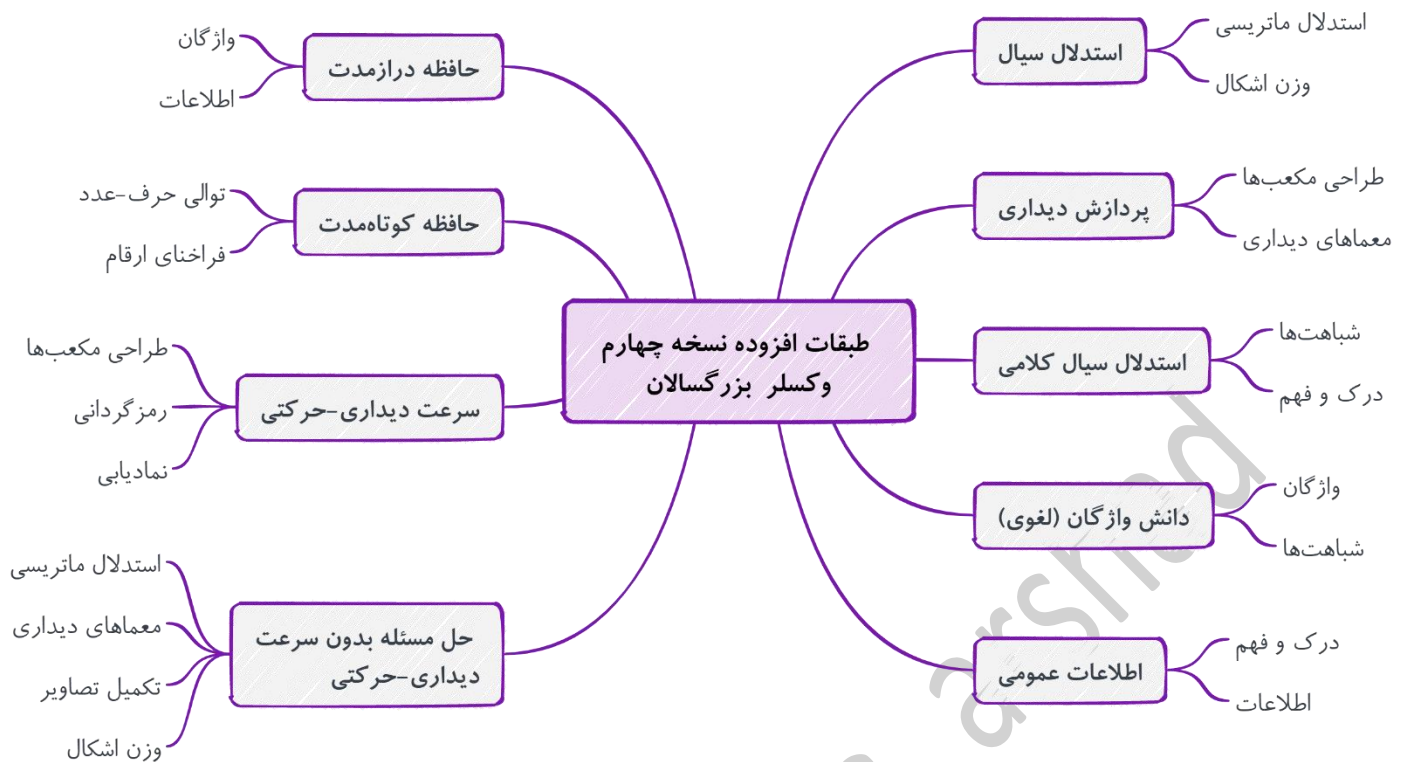 طبقات افزوده نسخه چهارم
وکسلر بزرگسالان
استدلال سیال
استدلال ماتریسی
وزن اشکال
پردازش دیداری
طراحی مکعب‌ها
معماهای دیداری
استدلال سیال کلامی
شباهت‌ها
درک و فهم
دانش واژگان (لغوی)
واژگان
شباهت‌ها
اطلاعات عمومی
درک و فهم
اطلاعات
حافظه درازمدت
واژگان
اطلاعات
حافظه کوتاه‌مدت
توالی حرف-عدد
فراخنای ارقام
سرعت دیداری-حرکتی
طراحی مکعب‌ها
رمزگردانی
نمادیابی
حل مسئله بدون سرعت
دیداری-حرکتی
استدلال ماتریسی
معماهای دیداری
تکمیل تصاویر
وزن اشکال
arshad